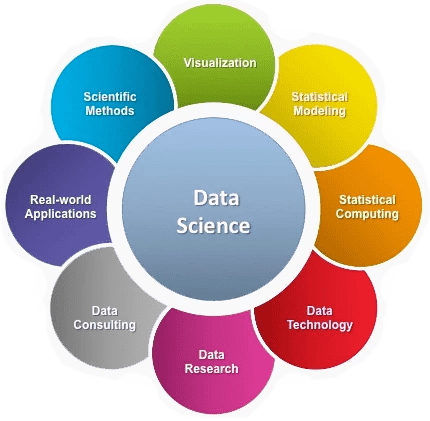 Visualization
Scientific
Methods
Statistical
Modeling
Real-world
Applications
Data
Science
Statistical
Computing
Data
Consulting
Data
Technology
Data
Research